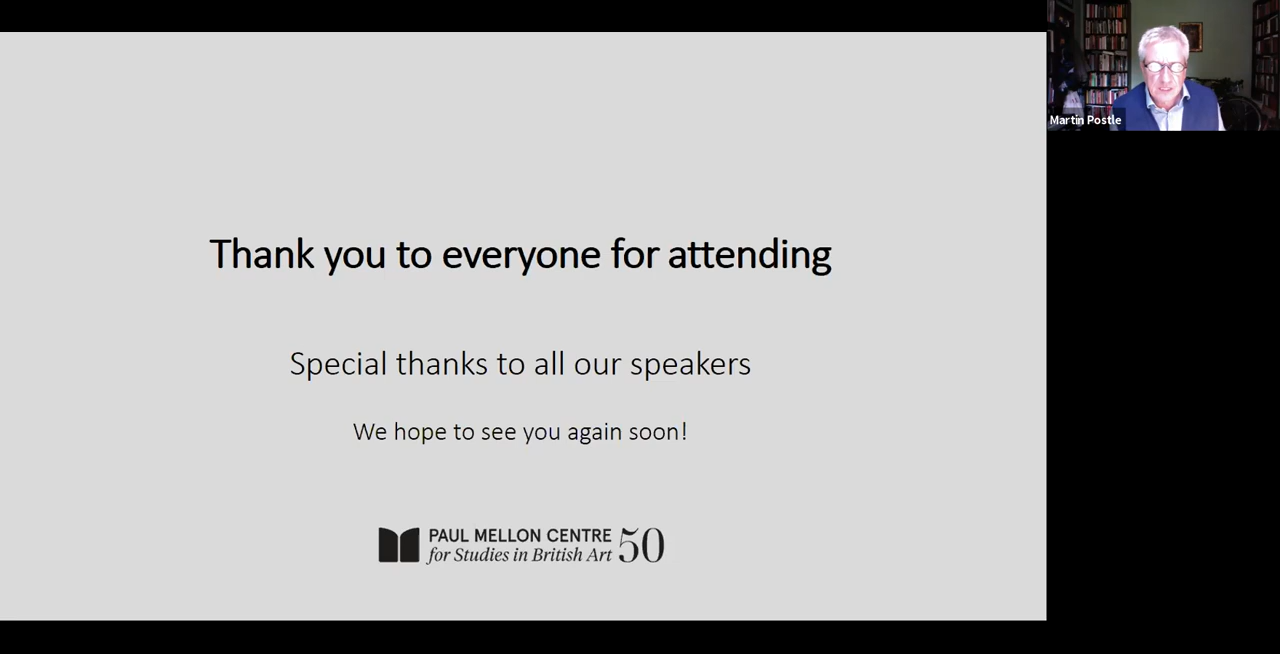 Thank you to everyone for attending
Special thanks to all our speakers
We hope to see you again soon!
PAUL MELLON CENTRE
for Studies in British Art 50
Martin Postle